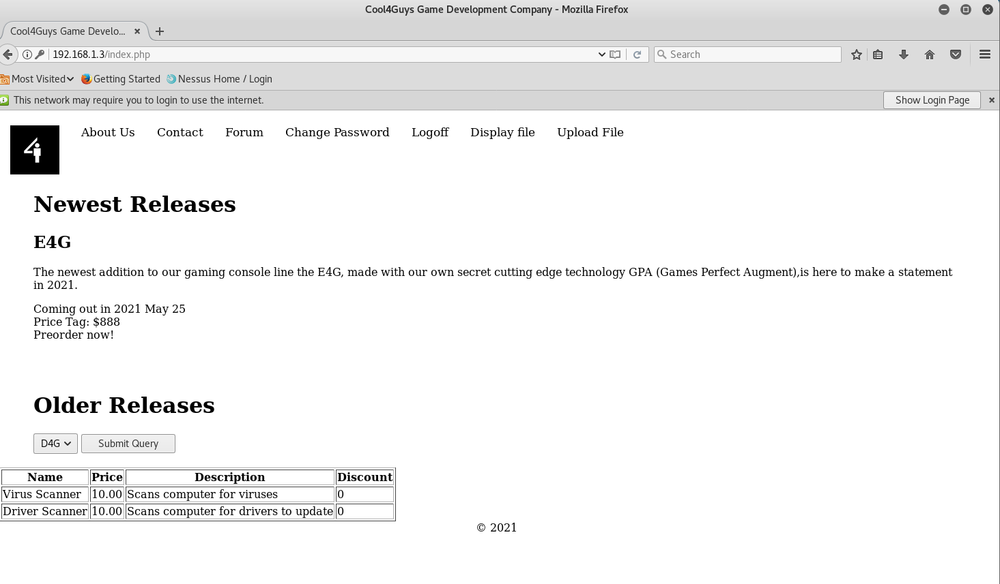 Cool4Guys Game Development Company - Mozilla Firefox
Cool4Guys Game Develo...
192.168.1.3/index.php
Search
Most Visited Getting Started Nessus Home / Login
This network may require you to login to use the internet.
Show Login Page
4
About Us Contact Forum Change Password Logoff Display file Upload File
Newest Releases
E4G
The newest addition to our gaming console line the E4G, made with our own secret cutting edge technology GPA (Games Perfect Augment),is here to make a statement
in 2021.
Coming out in 2021 May 25
Price Tag: $888
Preorder now!
Older Releases
D4G Submit Query
Name Price Description Discount
Virus Scanner 10.00 Scans computer for viruses 0
Driver Scanner 10.00 Scans computer for drivers to update 0
© 2021